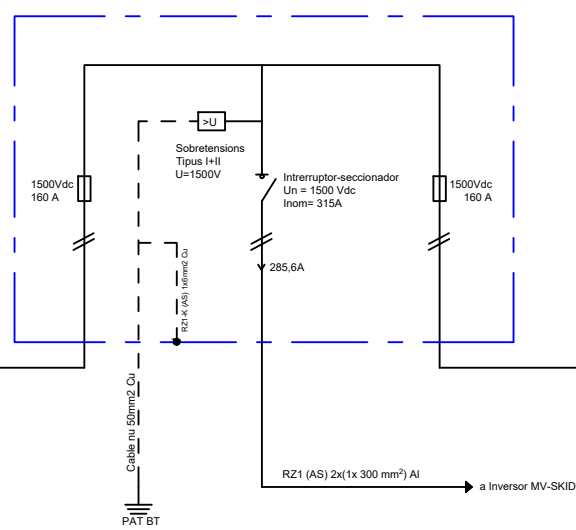 >U
Sobretensions
Tipus I+II
U=1500V
1500Vdc
160 A
Intrerruptor-seccionador
Un = 1500 Vdc
Inom= 315A
1500Vdc
160 A
285,6A
RZ1-K (AS) 1x6mm2 Cu
Cable nu 50mm2 Cu
RZ1 (AS) 2x(1x 300 mm²) Al
a Inversor MV-SKID
PAT BT